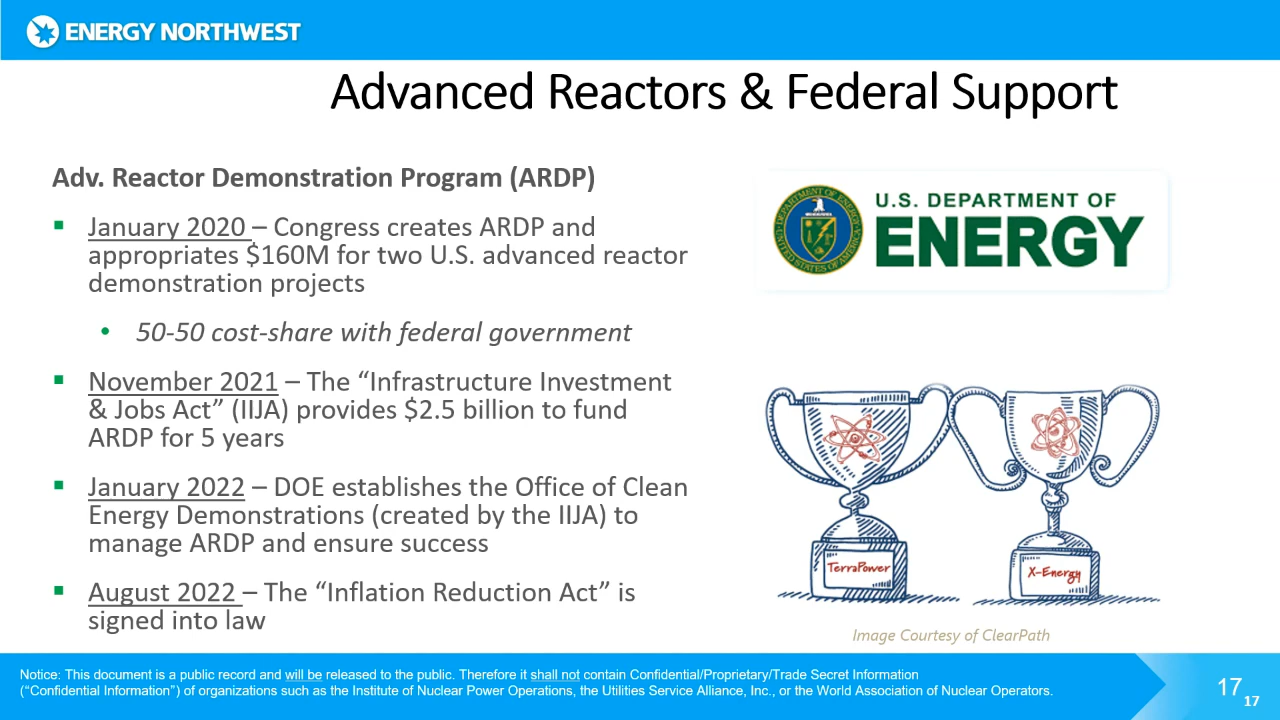 ENERGY NORTHWEST
Advanced Reactors & Federal Support
Adv. Reactor Demonstration Program (ARDP)
January 2020 – Congress creates ARDP and
appropriates $160M for two U.S. advanced reactor
demonstration projects
50-50 cost-share with federal government
November 2021 – The “Infrastructure Investment
& Jobs Act” (IIJA) provides $2.5 billion to fund
ARDP for 5 years
January 2022 – DOE establishes the Office of Clean
Energy Demonstrations (created by the IIJA) to
manage ARDP and ensure success
August 2022 – The “Inflation Reduction Act” is
signed into law
DEPARTMENT OF ENERGY
UNITED STATES OF AMERICA
U.S. DEPARTMENT OF
ENERGY
TerraPower
X-Energy
Image Courtesy of ClearPath
Notice: This document is a public record and will be released to the public. Therefore it shall not contain Confidential/Proprietary/Trade Secret Information
(“Confidential Information”) of organizations such as the Institute of Nuclear Power Operations, the Utilities Service Alliance, Inc., or the World Association of Nuclear Operators.
17
17